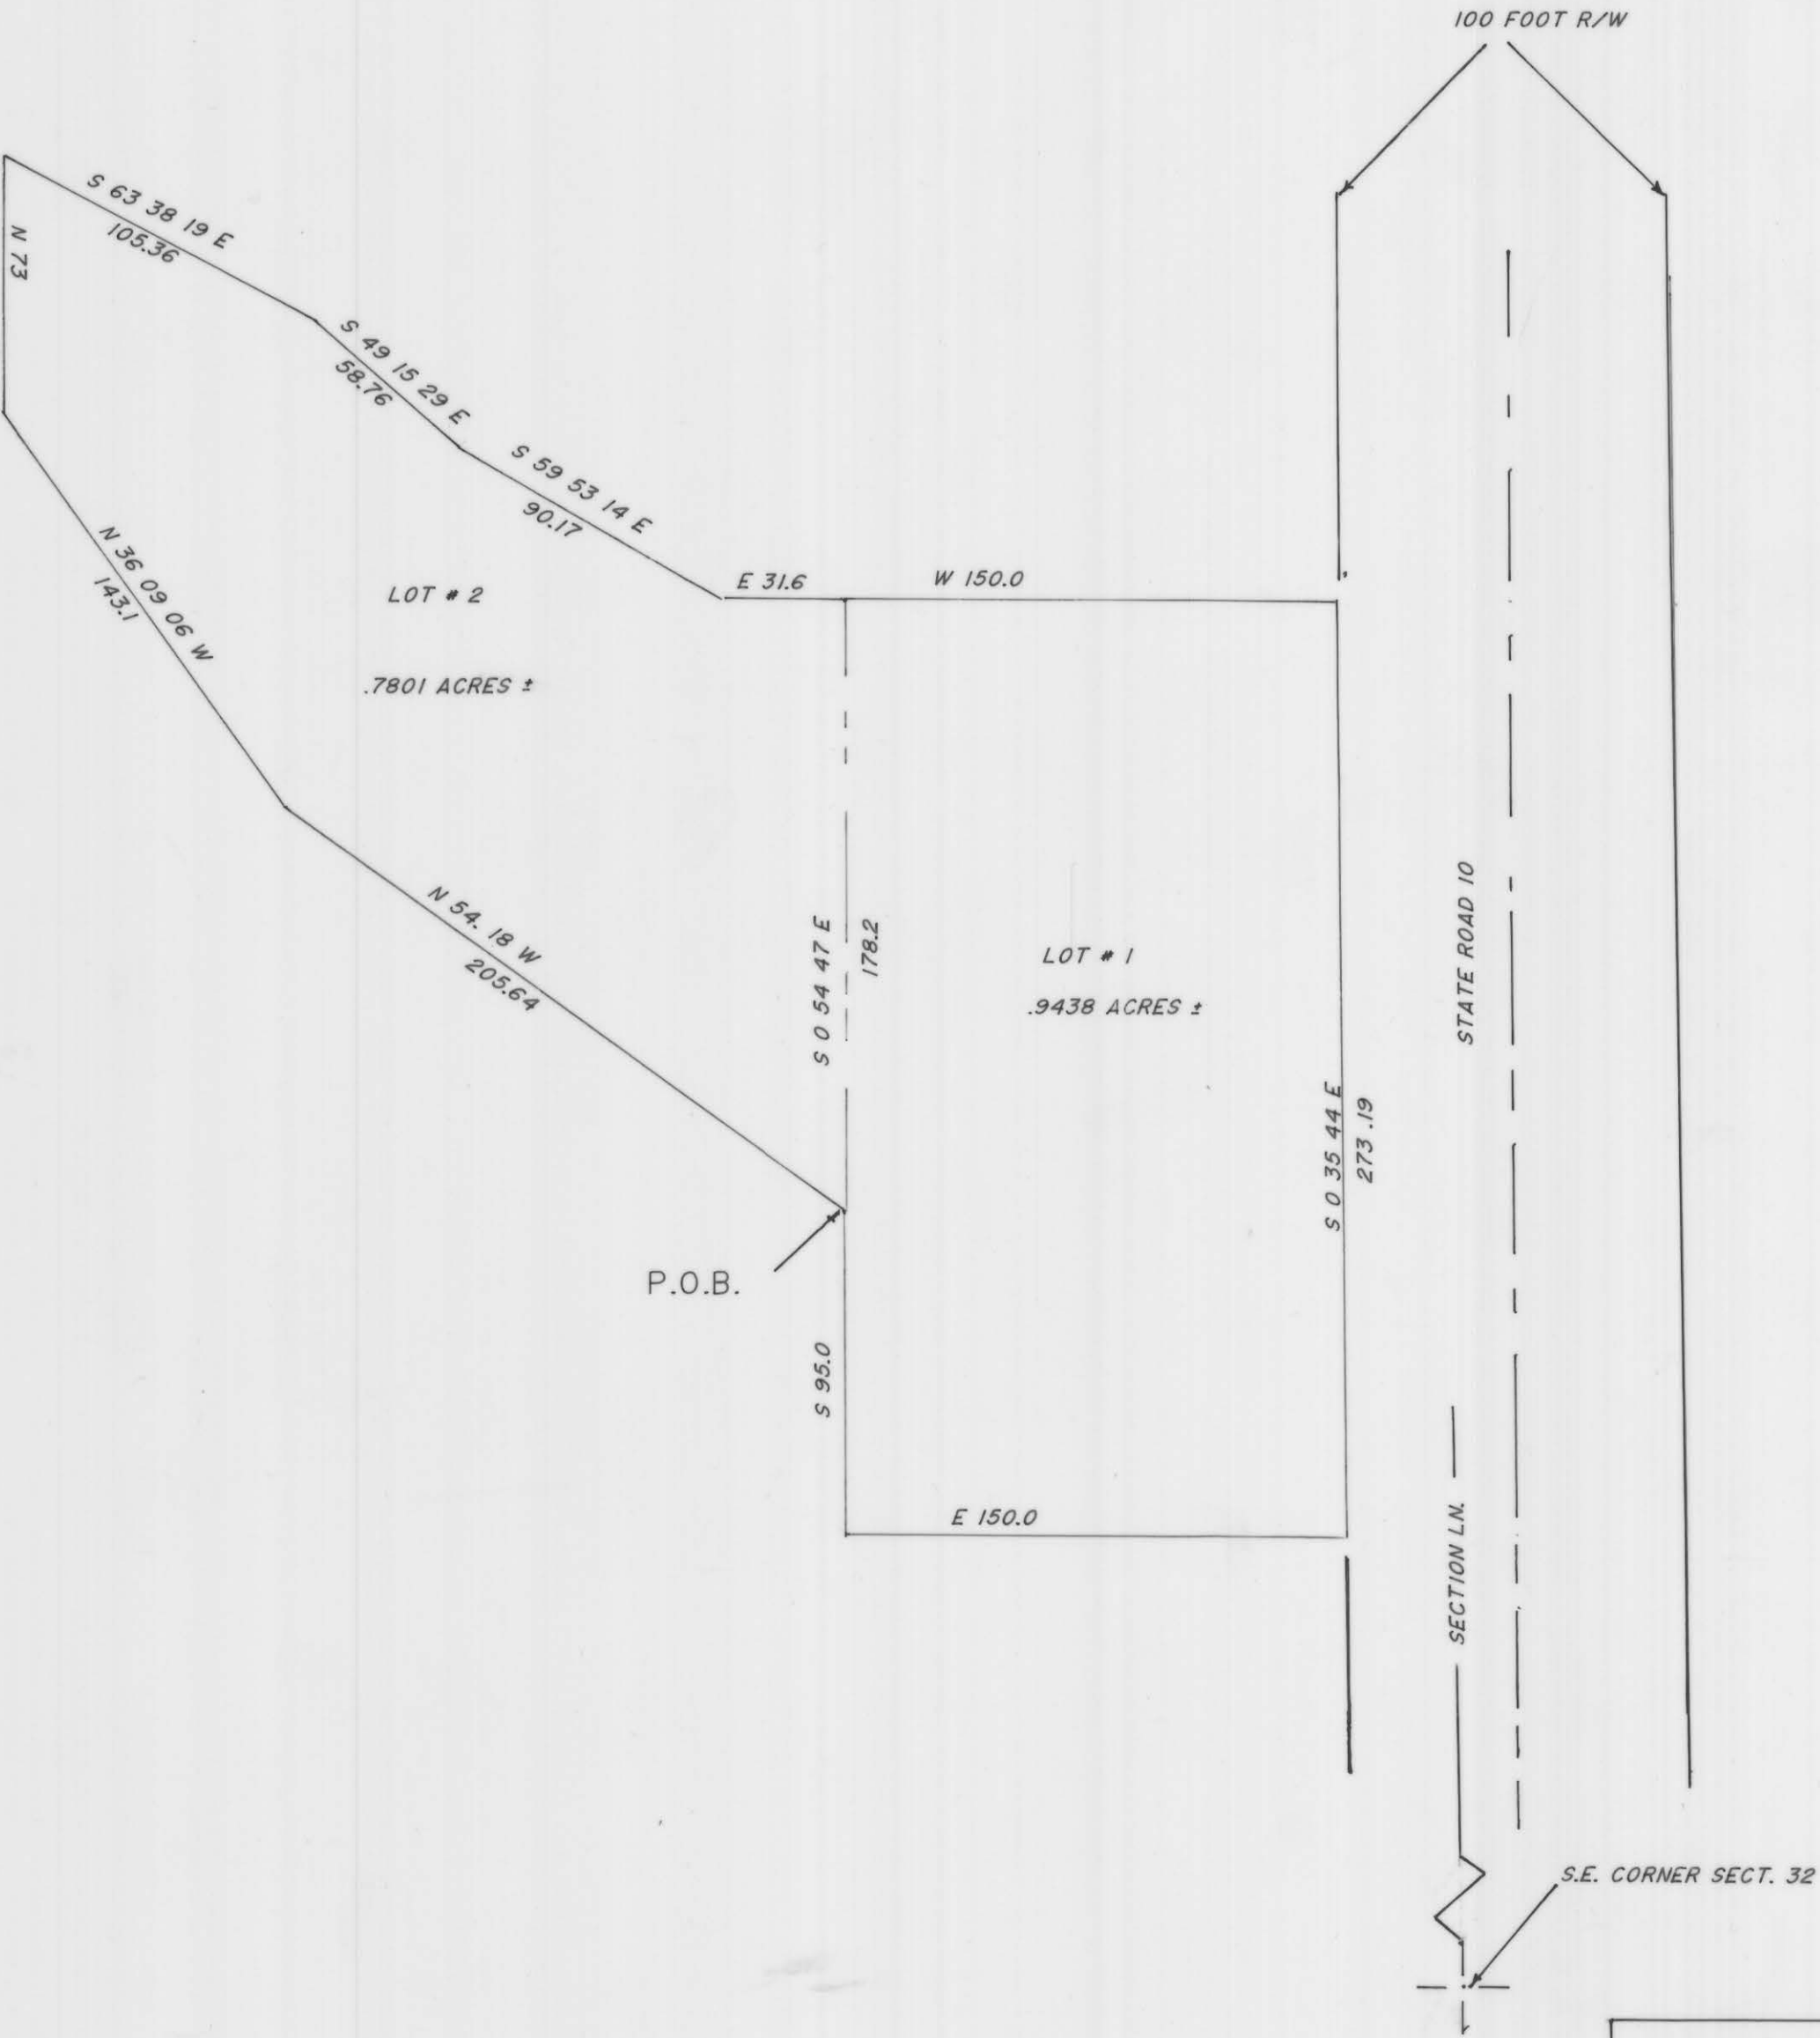 100 FOOT R/W
S 63 38 19 E
105.36
N 73
S 49 15 29 E
58.76
S 59 53 14 E
90.17
E 31.6
W 150.0
N 36 09 06 W
143.1
LOT # 2
.7801 ACRES ±
N 54. 18 W
205.64
S 0 54 47 E
178.2
LOT # 1
.9438 ACRES ±
STATE ROAD 10
S 0 35 44 E
273 .19
P.O.B.
S 95.0
E 150.0
SECTION LN.
S.E. CORNER SECT. 32